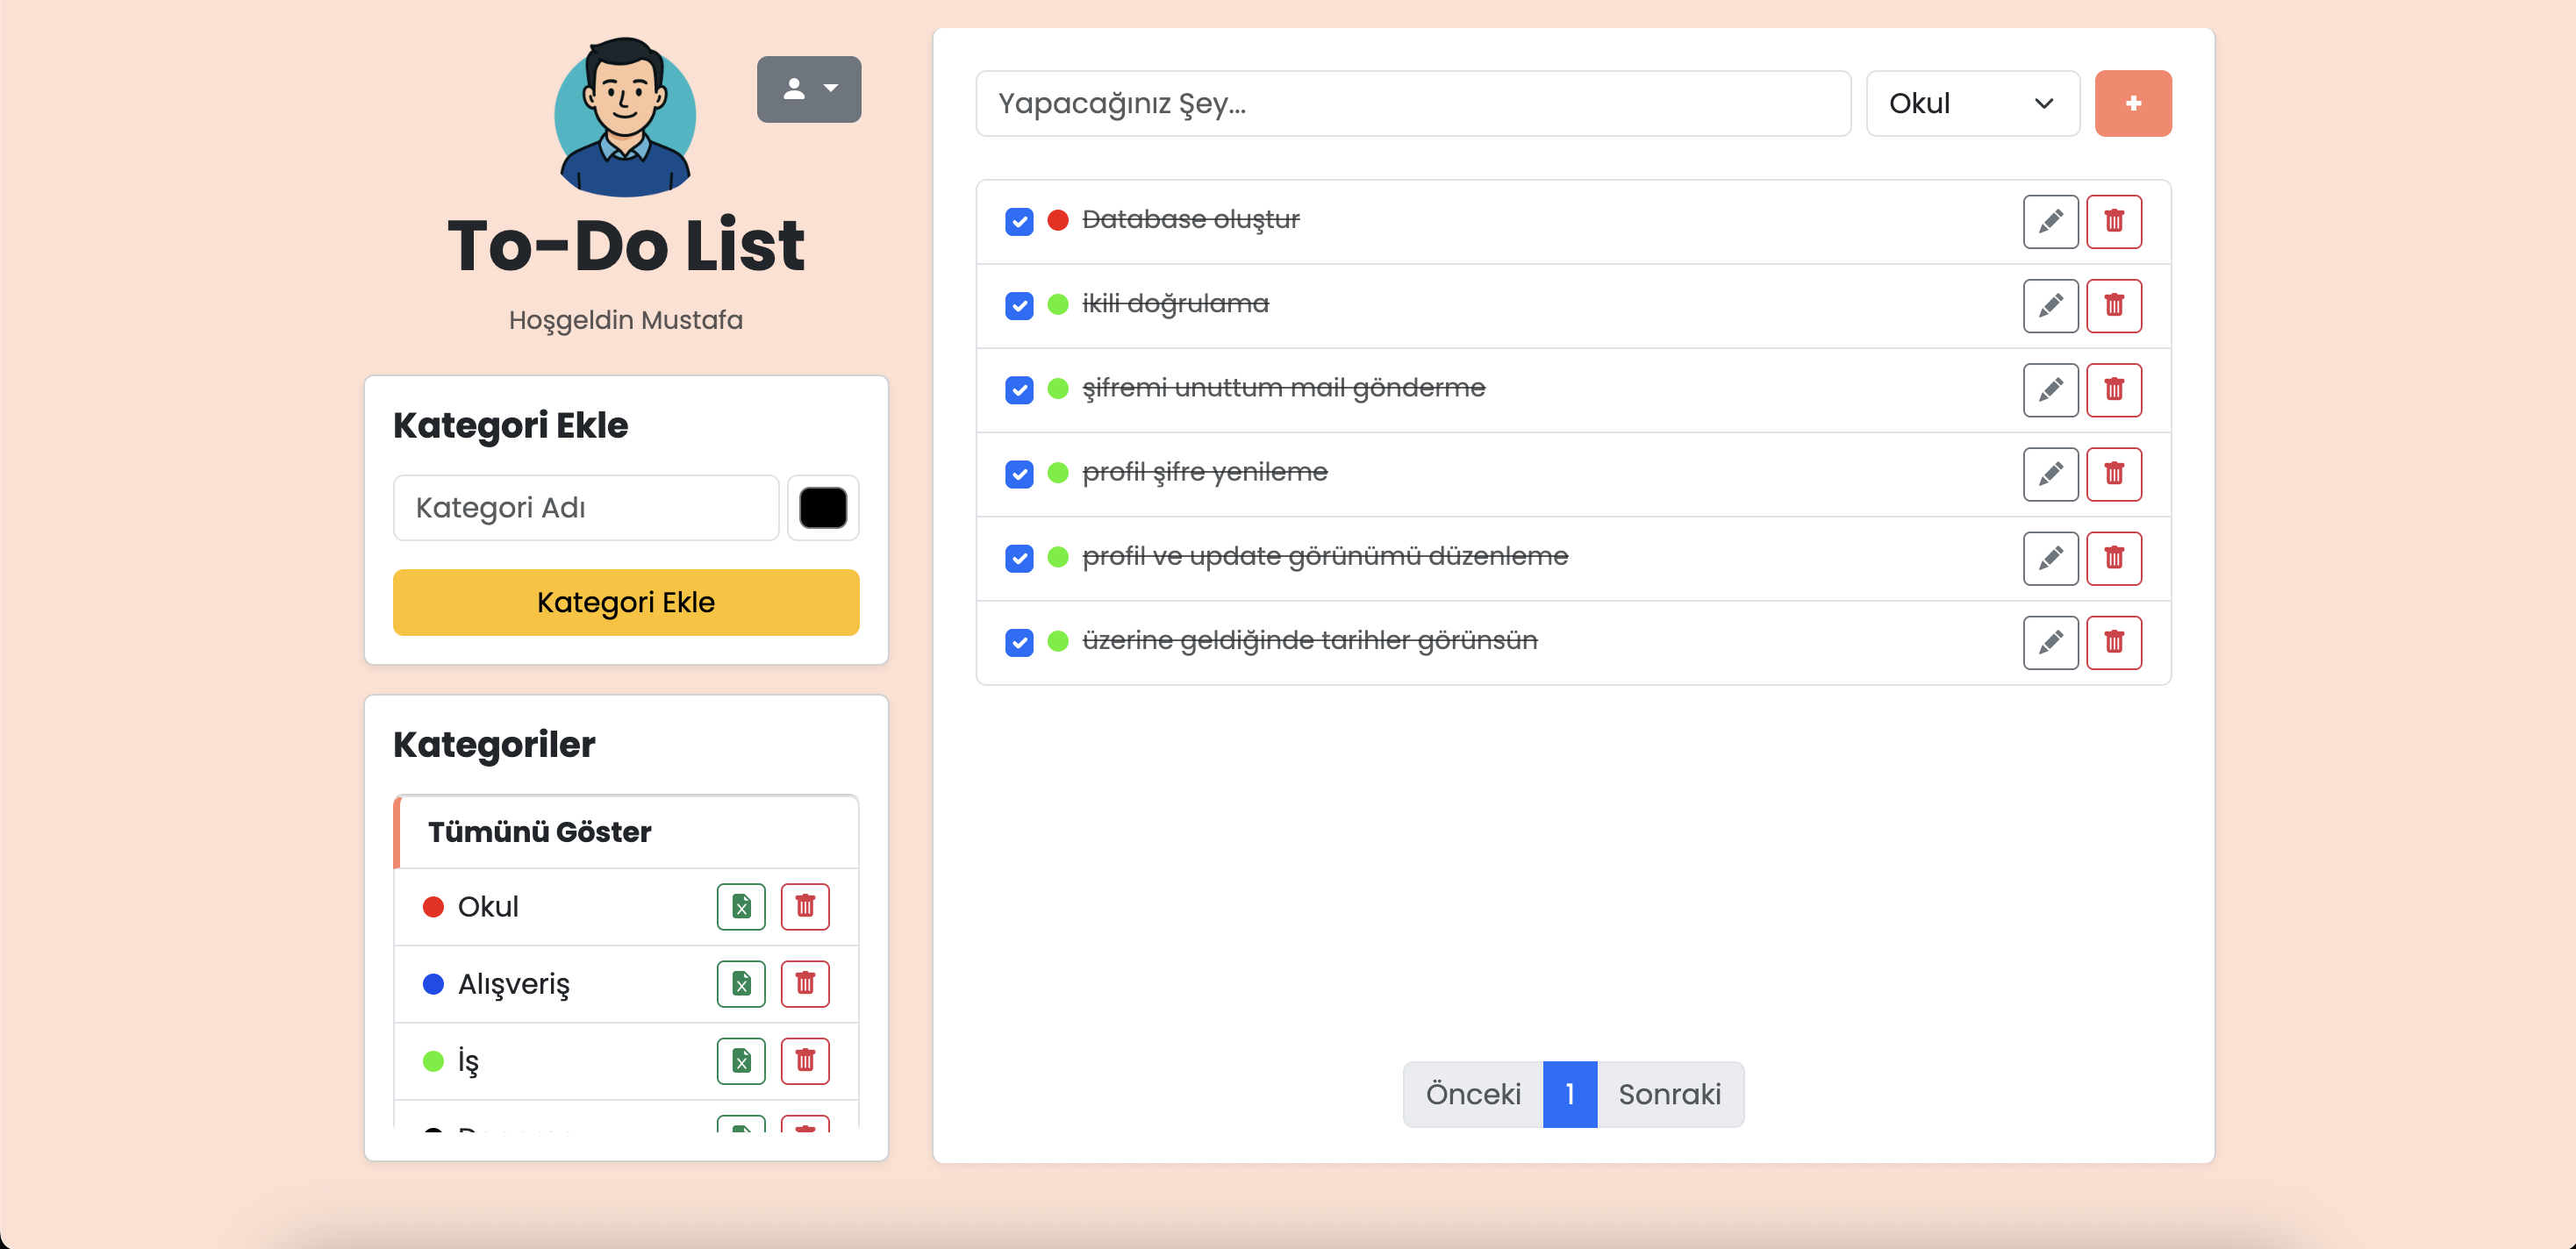 To-Do List
Hoşgeldin Mustafa
Kategori Ekle
Kategori Adı
Kategori Ekle
Kategoriler
Tümünü Göster
Okul
Alışveriş
İş
Yapacağınız Şey...
Okul
+
Database oluştur
ikili doğrulama
şifremi unuttum mail gönderme
profil şifre yenileme
profil ve update görünümü düzenleme
üzerine geldiğinde tarihler görünsün
Önceki 1 Sonraki